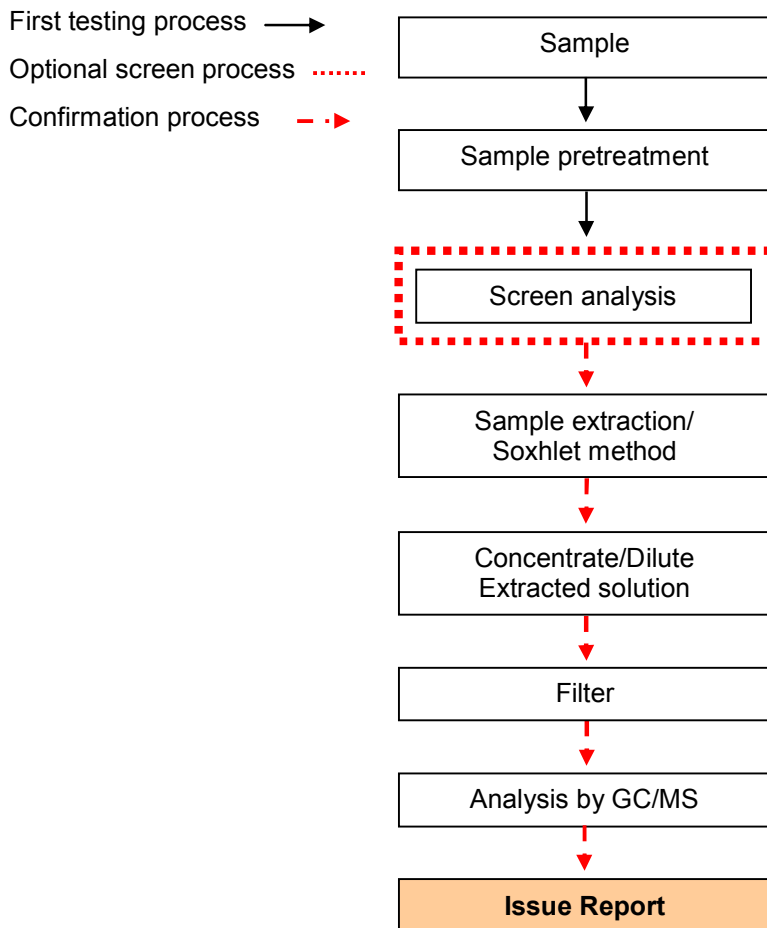 First testing process
Optional screen process
Confirmation process
Sample
Sample pretreatment
Screen analysis
Sample extraction/
Soxhlet method
Concentrate/Dilute
Extracted solution
Filter
Analysis by GC/MS
Issue Report